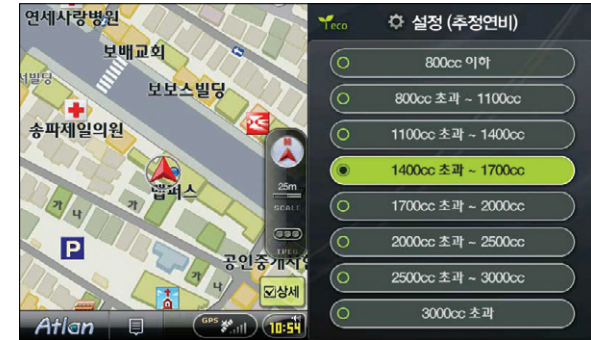 연세사랑병원
보배교회
보보스빌딩
송파제일의원
맵퍼스
25m
SCALE
가
나
가
나
P
공인중개사
TPEG
상세
Atlan
GPS
10:54
eco
설정 (추정연비)
800cc 이하
800cc 초과 ~ 1100cc
1100cc 초과 ~ 1400cc
1400cc 초과 ~ 1700cc
1700cc 초과 ~ 2000cc
2000cc 초과 ~ 2500cc
2500cc 초과 ~ 3000cc
3000cc 초과